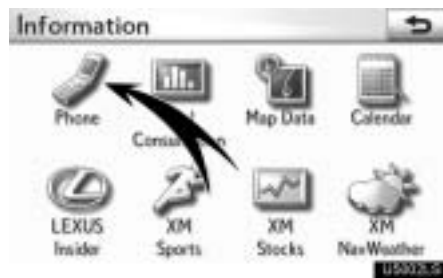 Information
Phone
Map Data
Calendar
LEXUS
Insider
XM
Sports
XM
Stocks
XM
NavWeather